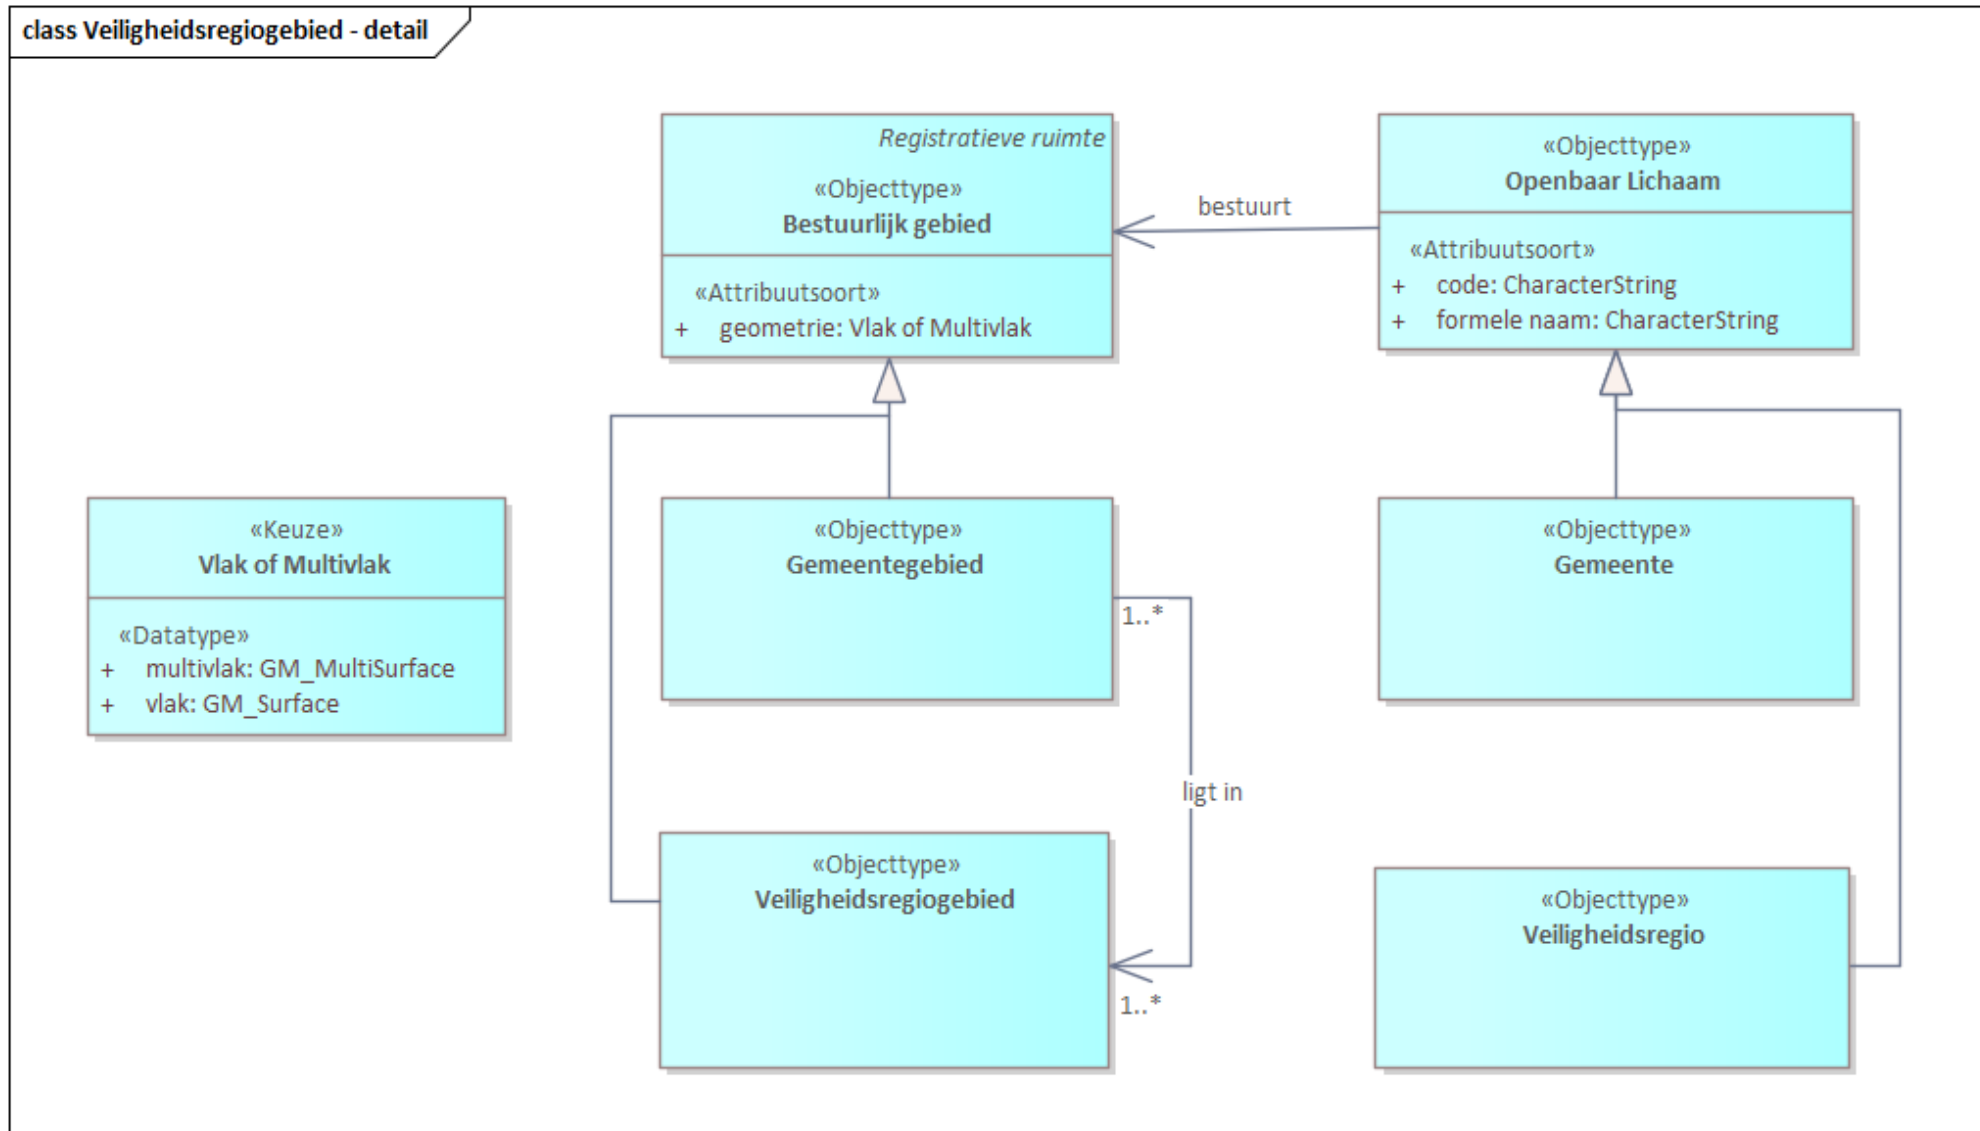 class Veiligheidsregiogebied - detail
Registratieve ruimte
«Objecttype»
Bestuurlijk gebied
«Attribuutsoort»
+ geometrie: Vlak of Multivlak
bestuurt
«Objecttype»
Openbaar Lichaam
«Attribuutsoort»
+ code: CharacterString
+ formele naam: CharacterString
«Keuze»
Vlak of Multivlak
«Datatype»
+ multivlak: GM_MultiSurface
+ vlak: GM_Surface
«Objecttype»
Gemeentegebied
1..*
«Objecttype»
Gemeente
ligt in
«Objecttype»
Veiligheidsregiogebied
1..*
«Objecttype»
Veiligheidsregio